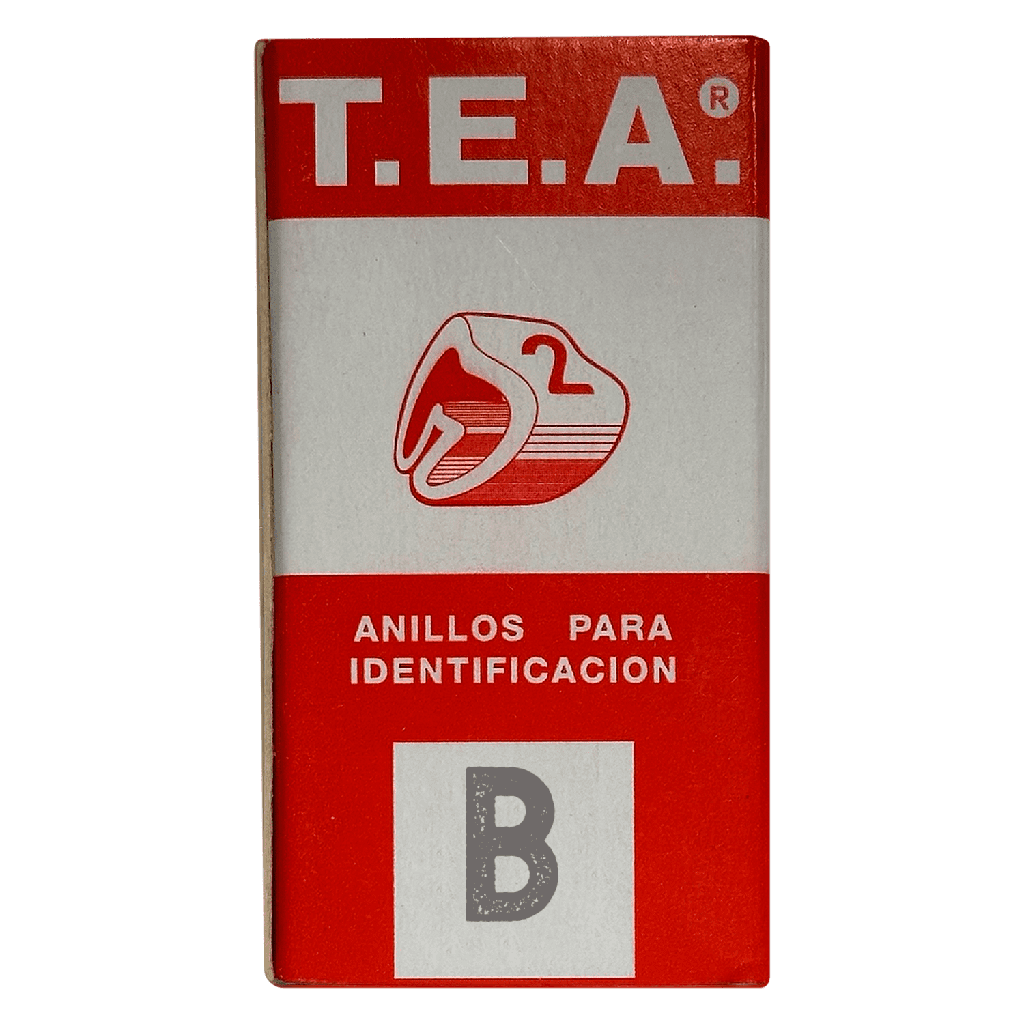 T.E.A.®
2
ANILLOS PARA
IDENTIFICACION
B